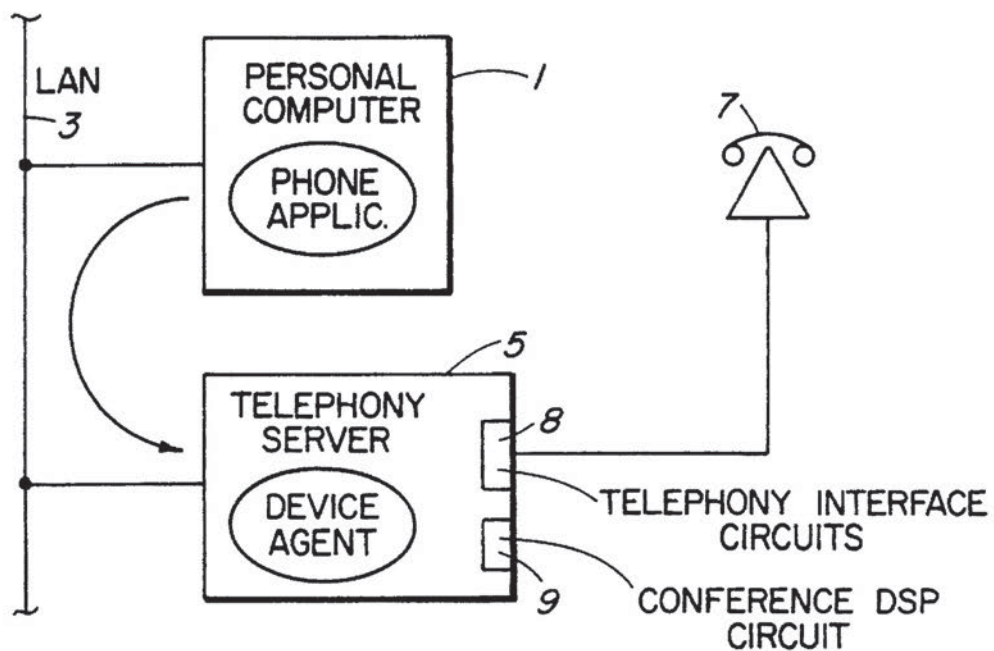 LAN
3
PERSONAL
COMPUTER
PHONE
APPLIC.
1
7
5
TELEPHONY
SERVER
DEVICE
AGENT
8
TELEPHONY INTERFACE
CIRCUITS
9
CONFERENCE DSP
CIRCUIT